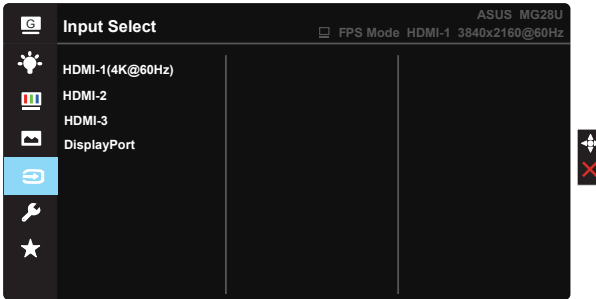 G
Input Select
ASUS MG28U
FPS Mode HDMI-1 3840x2160@60Hz
HDMI-1(4K@60Hz)
HDMI-2
HDMI-3
DisplayPort